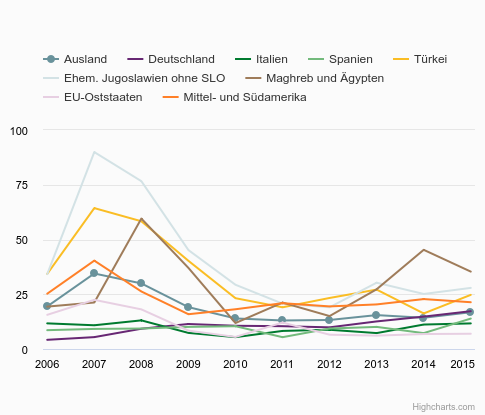 Ausland Deutschland Italien Spanien Türkei
Ehem. Jugoslawien ohne SLO Maghreb und Ägypten
EU-Oststaaten Mittel- und Südamerika
100
75
50
25
0
2006 2007 2008 2009 2010 2011 2012 2013 2014 2015
Highcharts.com